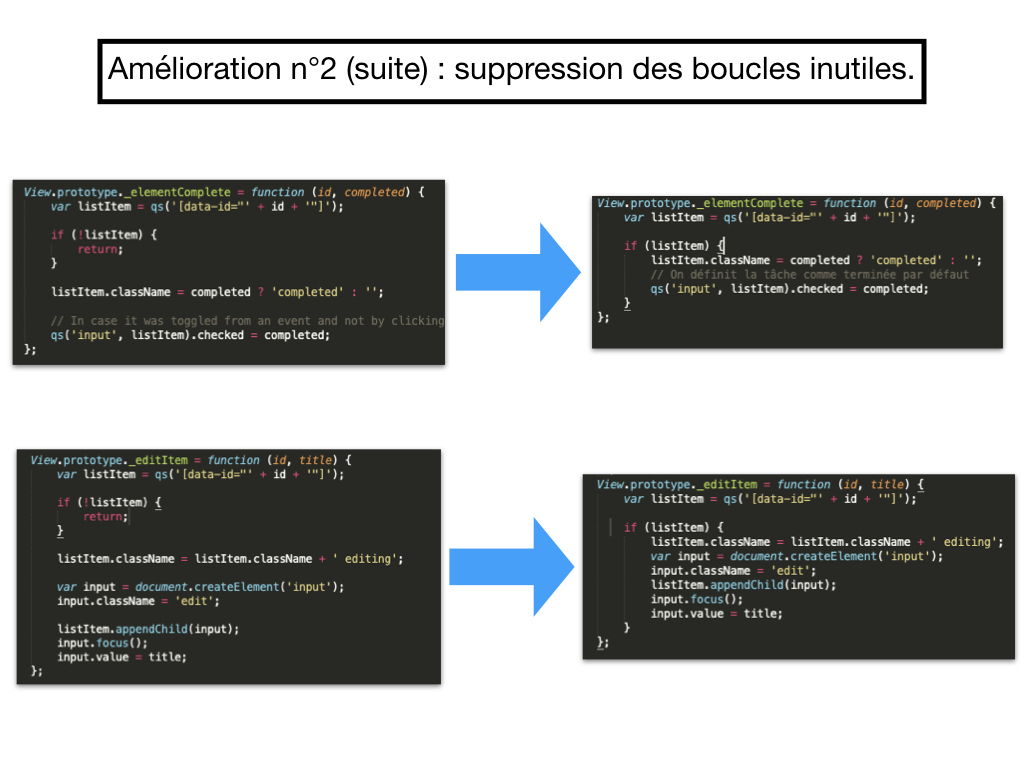 Amélioration n°2 (suite) : suppression des boucles inutiles.
View.prototype._elementComplete = function (id, completed) {
var listItem = qs('[data-id="' + id + '"]');
if (!listItem) {
return;
}
listItem.className = completed ? 'completed' : '';
// In case it was toggled from an event and not by clicking
qs('input', listItem).checked = completed;
};
View.prototype._elementComplete = function (id, completed) {
var listItem = qs('[data-id="' + id + '"]');
if (listItem) {
listItem.className = completed ? 'completed' : '';
// On définit la tâche comme terminée par défaut
qs('input', listItem).checked = completed;
}
};
View.prototype._editItem = function (id, title) {
var listItem = qs('[data-id="' + id + '"]');
if (!listItem) {
return;
}
listItem.className = listItem.className + ' editing';
var input = document.createElement('input');
input.className = 'edit';
listItem.appendChild(input);
input.focus();
input.value = title;
};
View.prototype._editItem = function (id, title) {
var listItem = qs('[data-id="' + id + '"]');
if (listItem) {
listItem.className = listItem.className + ' editing';
var input = document.createElement('input');
input.className = 'edit';
listItem.appendChild(input);
input.focus();
input.value = title;
}
};